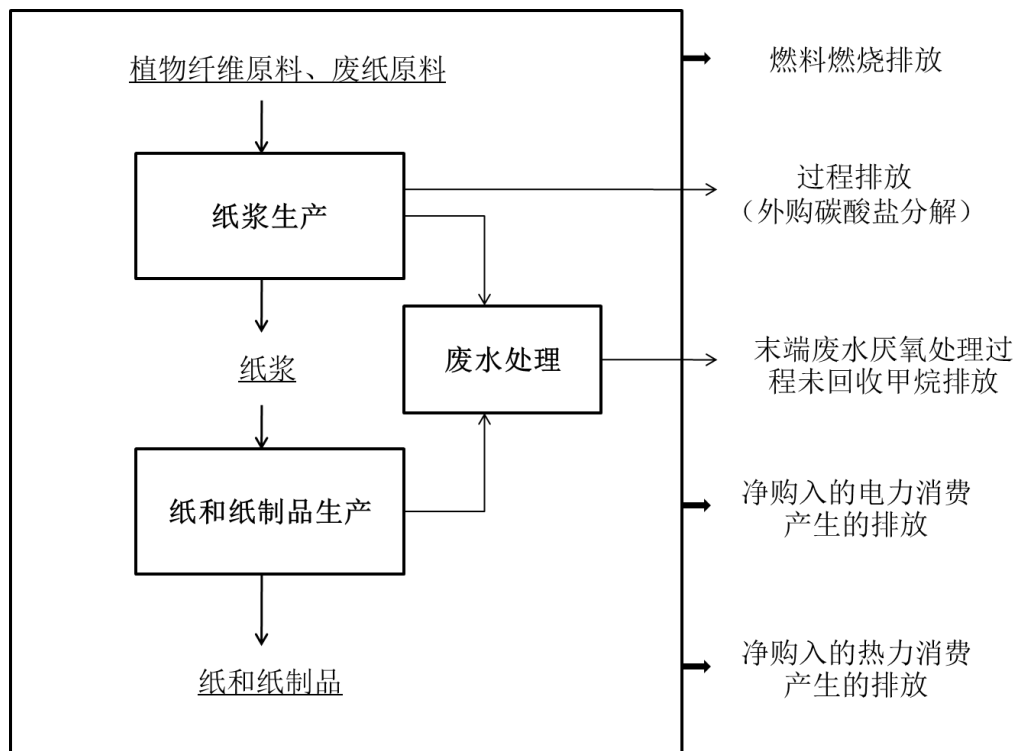 植物纤维原料、废纸原料
燃料燃烧排放
纸浆生产
过程排放
（外购碳酸盐分解）
纸浆
废水处理
末端废水厌氧处理过
程未回收甲烷排放
纸和纸制品生产
净购入的电力消费
产生的排放
纸和纸制品
净购入的热力消费
产生的排放